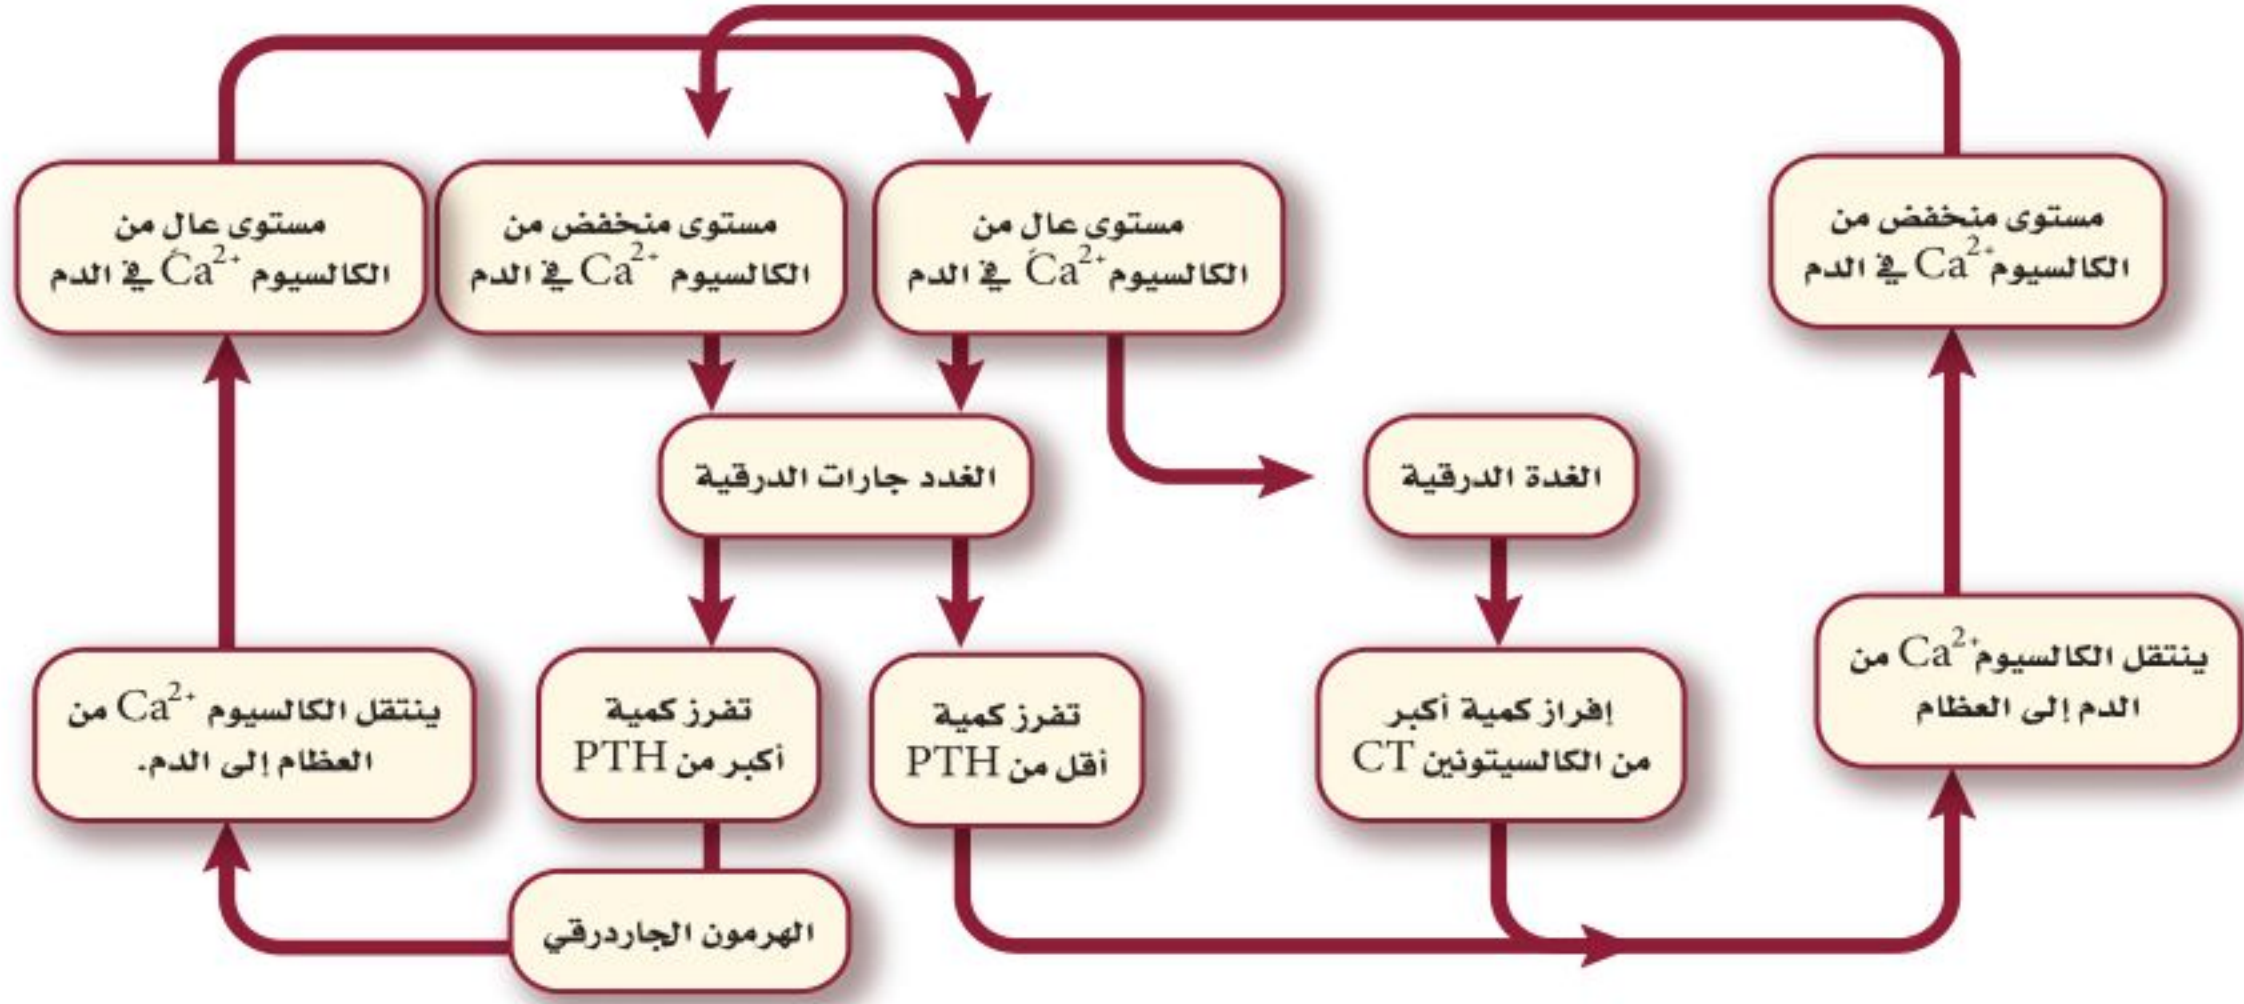 مستوى منخفض من
الكالسيوم Ca²⁺ في الدم
مستوى عال من
الكالسيوم Ca²⁺ في الدم
مستوى منخفض من
الكالسيوم Ca²⁺ في الدم
مستوى عال من
الكالسيوم Ca²⁺ في الدم
الغدة الدرقية
الغدد جارات الدرقية
ينتقل الكالسيوم Ca²⁺ من
الدم إلى العظام
إفراز كمية أكبر
من الكالسيتونين CT
تفرز كمية
أقل من PTH
تفرز كمية
أكبر من PTH
ينتقل الكالسيوم Ca²⁺ من
العظام إلى الدم.
الهرمون الجاردرقي